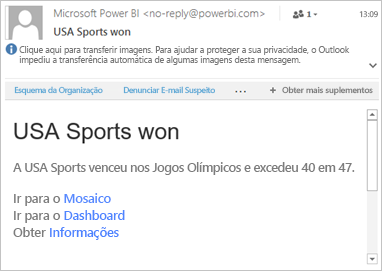 Microsoft Power BI <no-reply@powerbi.com>
1
13:09
USA Sports won
Clique aqui para transferir imagens. Para ajudar a proteger a sua privacidade, o Outlook
impediu a transferência automática de algumas imagens desta mensagem.
Esquema da Organização Denunciar E-mail Suspeito ... + Obter mais suplementos
USA Sports won
A USA Sports venceu nos Jogos Olímpicos e excedeu 40 em 47.
Ir para o Mosaico
Ir para o Dashboard
Obter Informações